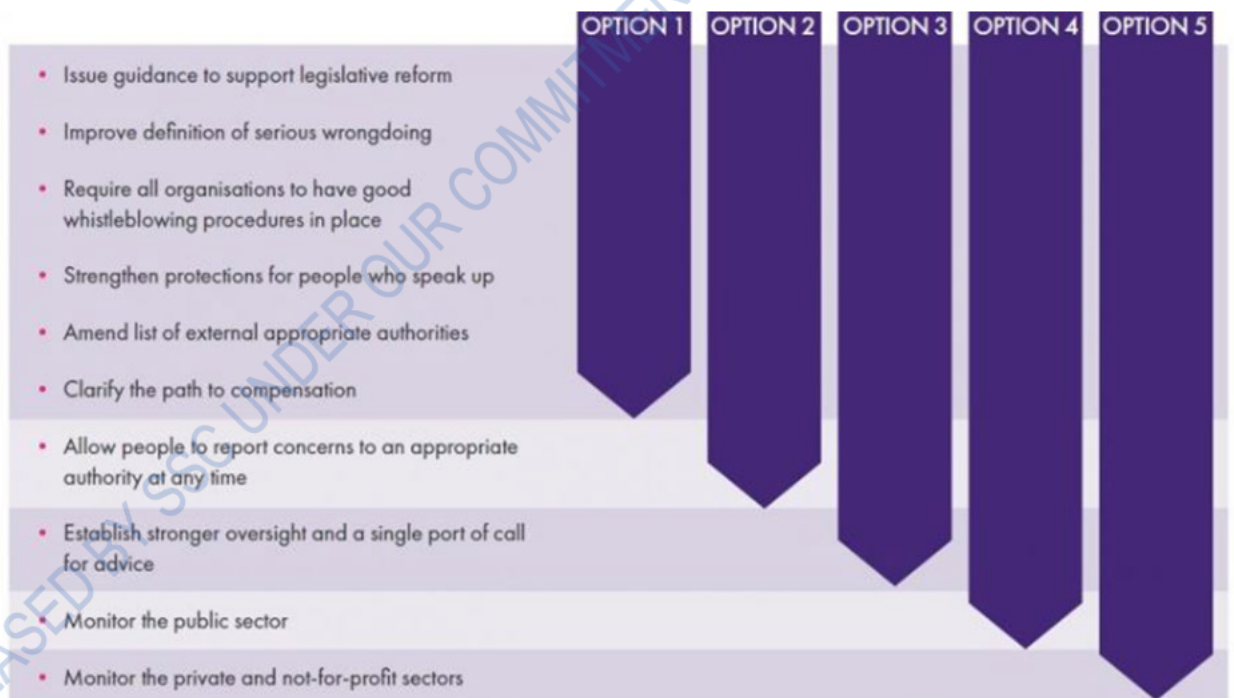 OPTION 1 OPTION 2 OPTION 3 OPTION 4 OPTION 5
• Issue guidance to support legislative reform
• Improve definition of serious wrongdoing
• Require all organisations to have good
whistleblowing procedures in place
• Strengthen protections for people who speak up
• Amend list of external appropriate authorities
• Clarify the path to compensation
• Allow people to report concerns to an appropriate
authority at any time
• Establish stronger oversight and a single port of call
for advice
• Monitor the public sector
• Monitor the private and not-for-profit sectors
BY SSC UNDER OUR